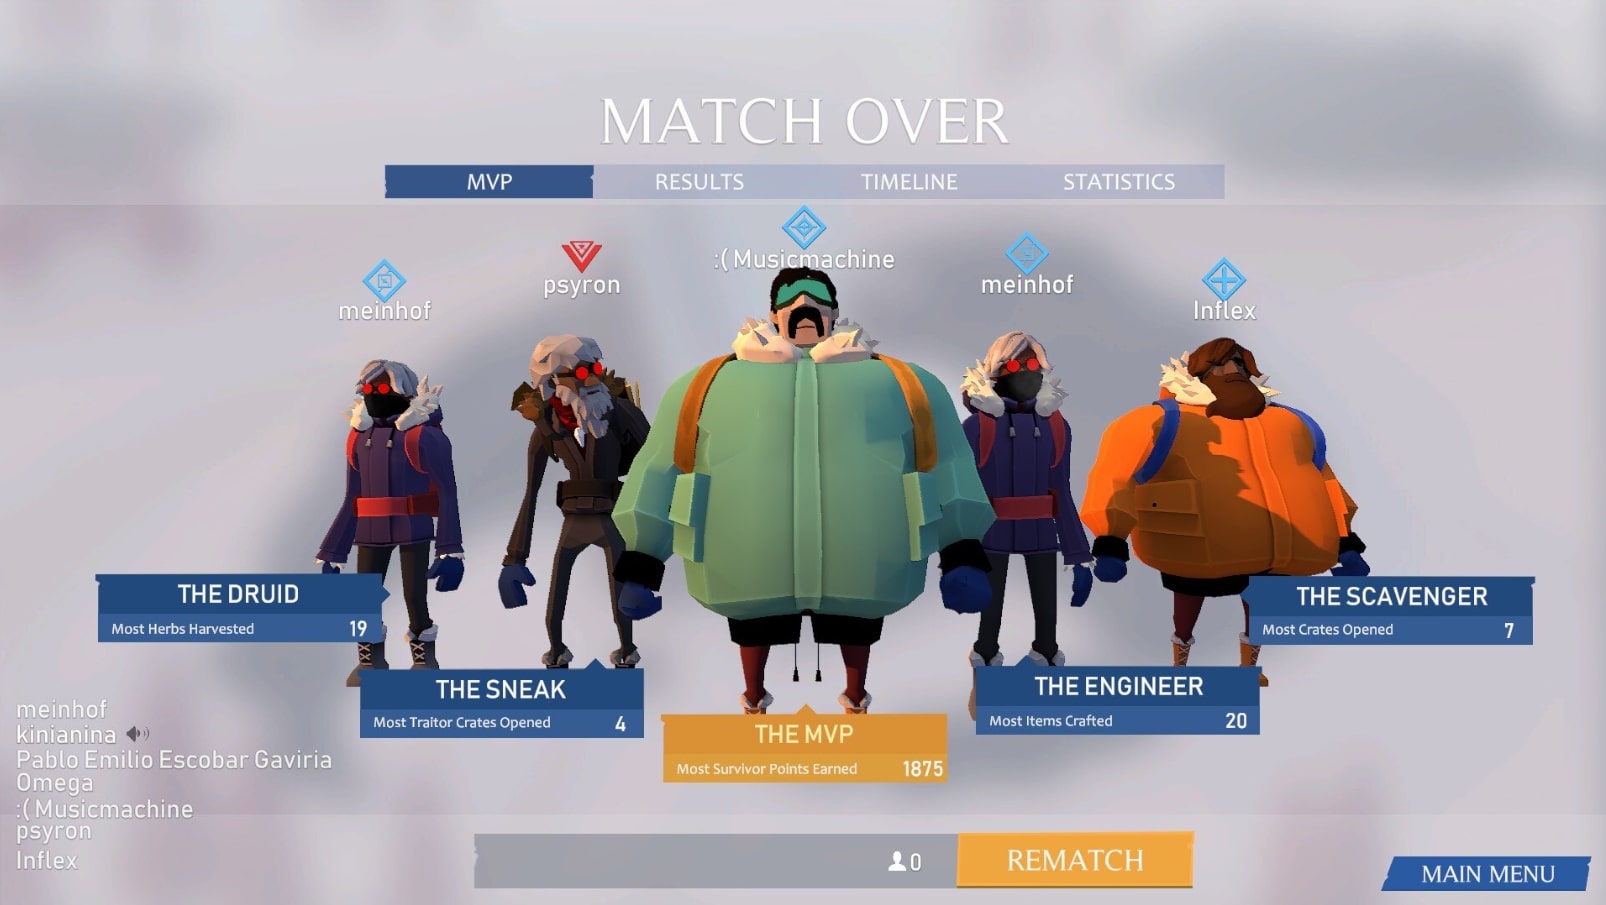 MATCH OVER
MVP RESULTS TIMELINE STATISTICS
meinhof
psyron
:( Musicmachine
meinhof
Inflex
THE DRUID
Most Herbs Harvested 19
THE SNEAK
Most Traitor Crates Opened 4
THE MVP
Most Survivor Points Earned 1875
THE ENGINEER
Most Items Crafted 20
THE SCAVENGER
Most Crates Opened 7
meinhof
kinianina
Pablo Emilio Escobar Gaviria
Omega
:( Musicmachine
psyron
Inflex
0
REMATCH
MAIN MENU